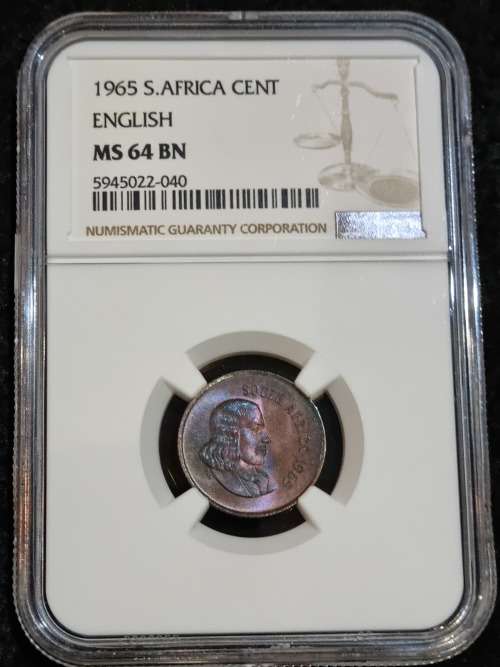 1965 S.AFRICA CENT
ENGLISH
MS 64 BN
5945022-040
NUMISMATIC GUARANTY CORPORATION
SOUTH AFRICA·1965